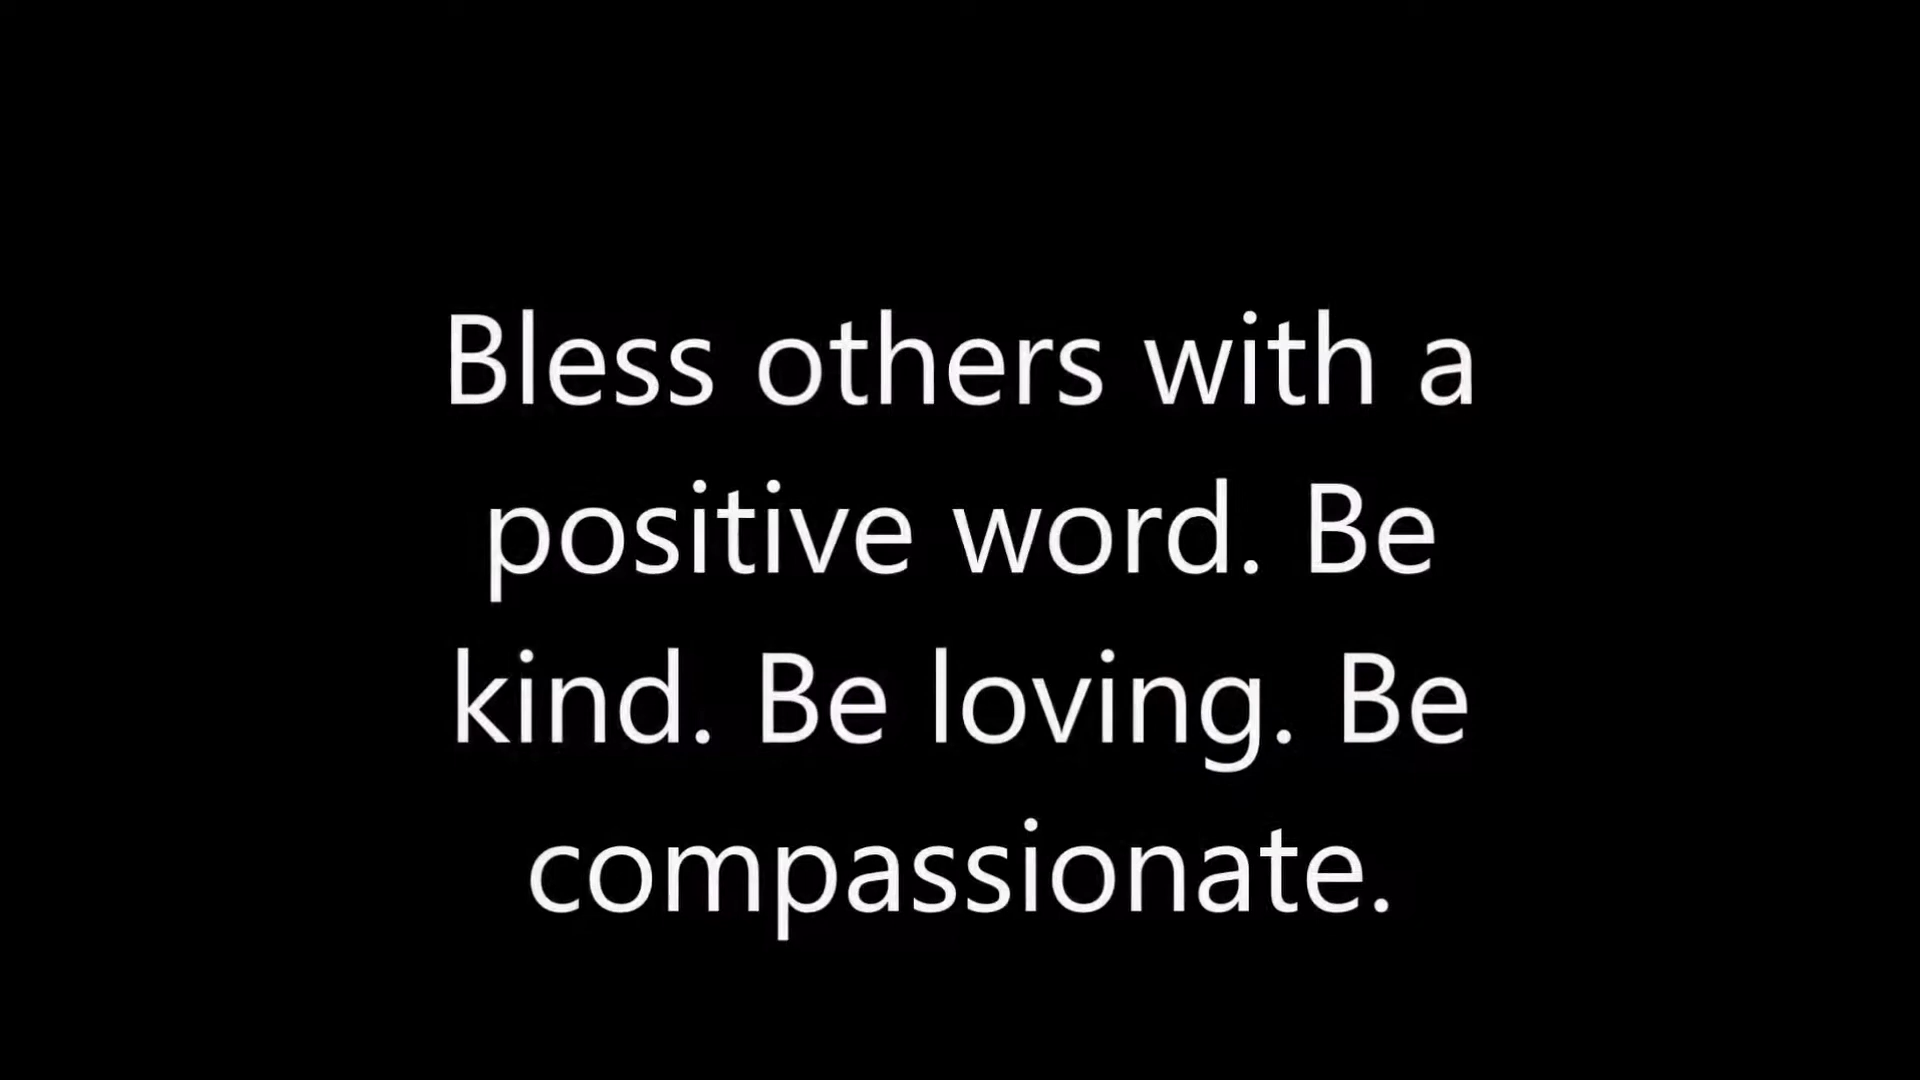 Bless others with a
positive word. Be
kind. Be loving. Be
compassionate.